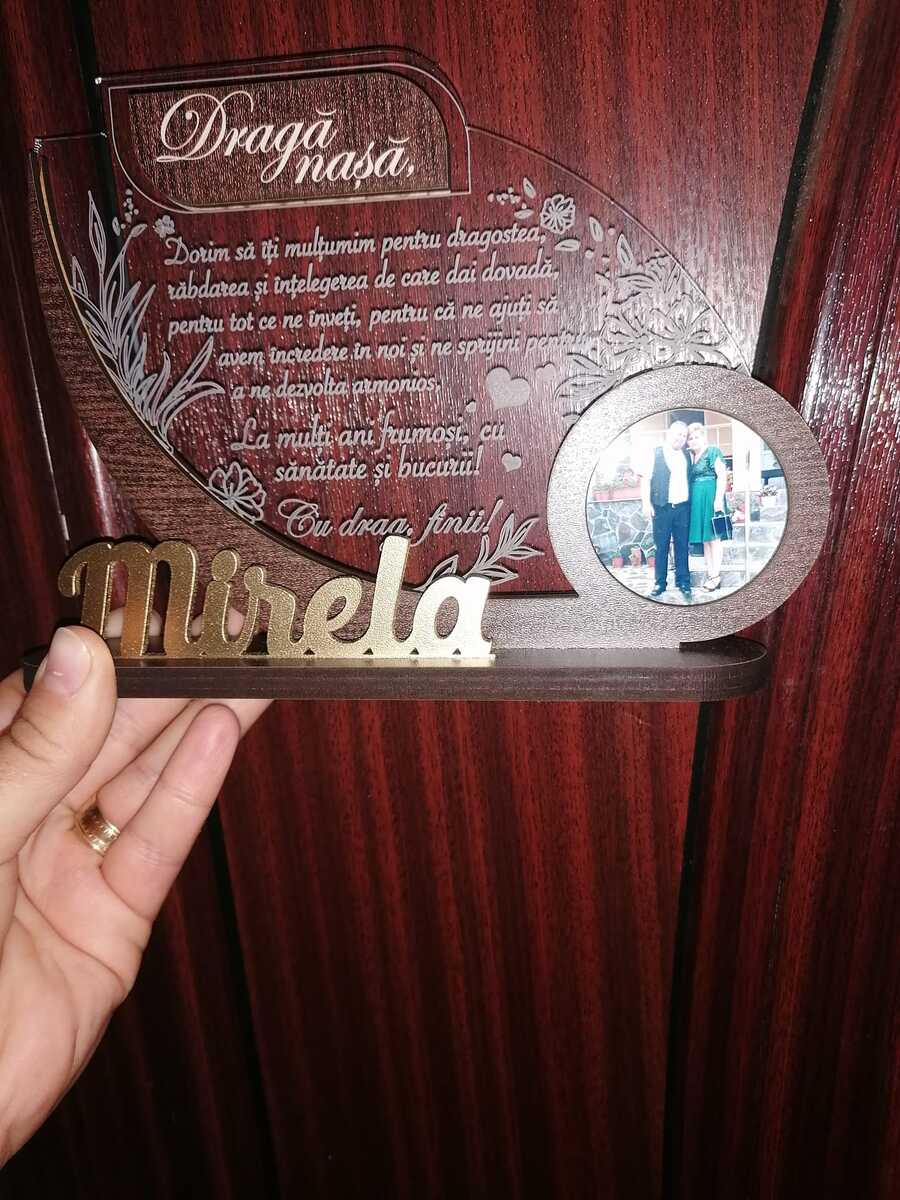 Dragă
nașă,
Dorim să îți mulțumim pentru dragostea,
răbdarea și înțelegerea de care dai dovadă,
pentru tot ce ne înveți, pentru că ne ajuți să
avem încredere în noi și ne sprijini pentru
a ne dezvolta armonios.
La mulți ani frumoși, cu
sănătate și bucurii!
Cu drag, finii!
Mirela